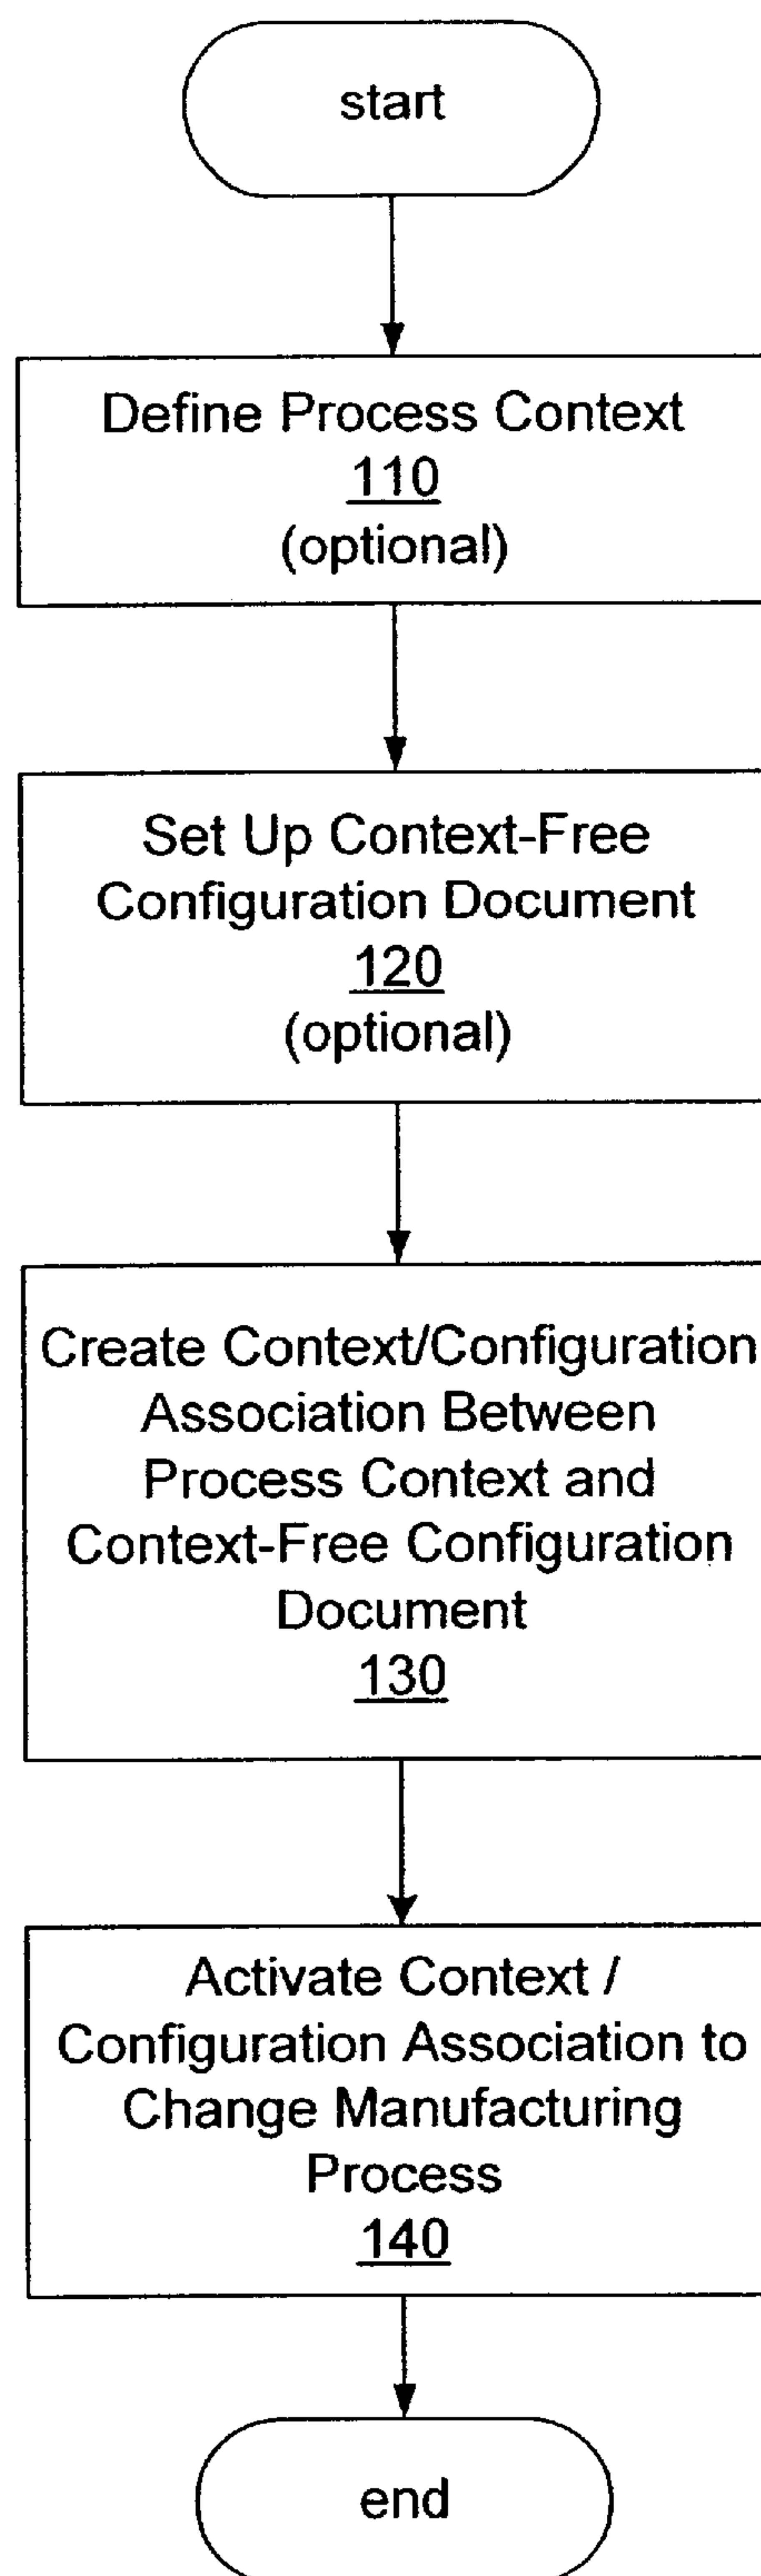 start
Define Process Context
110
(optional)
Set Up Context-Free
Configuration Document
120
(optional)
Create Context/Configuration
Association Between
Process Context and
Context-Free Configuration
Document
130
Activate Context /
Configuration Association to
Change Manufacturing
Process
140
end